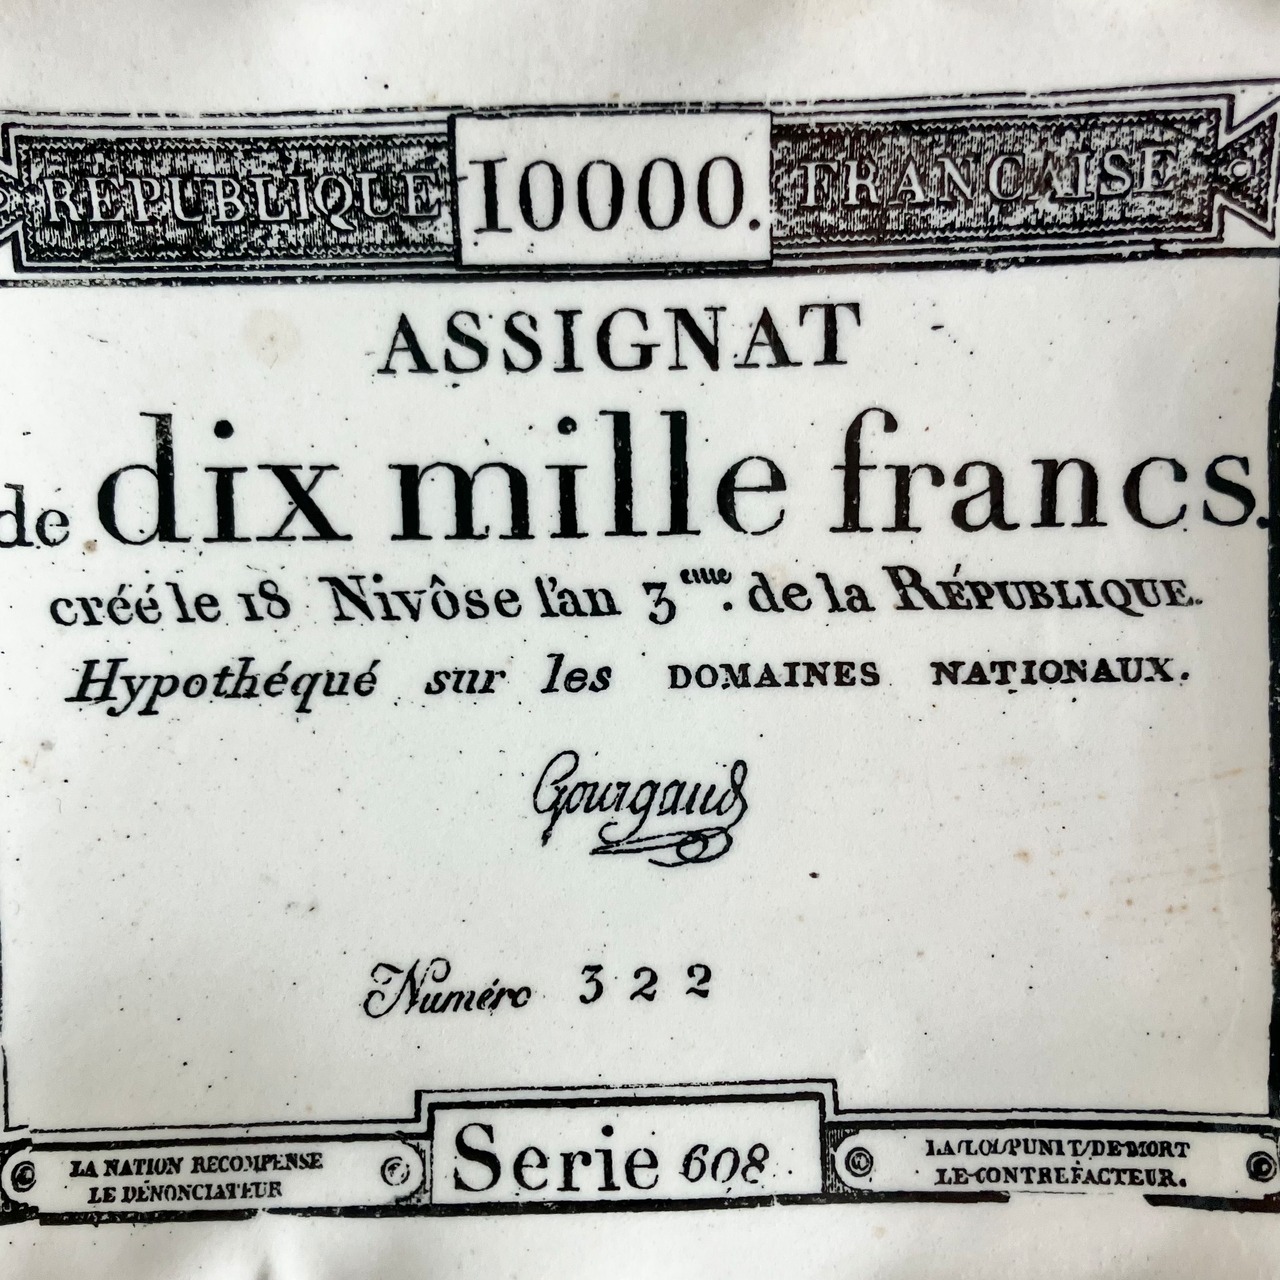 RÉPUBLIQUE 10000. FRANCAISE
ASSIGNAT
de dix mille francs.
créé le 18 Nivôse l'an 3eme. de la RÉPUBLIQUE.
Hypothéqué sur les DOMAINES NATIONAUX.
Gourgaud
Numéro 322
Serie 608
LA NATION RECOMPENSE
LE DÉNONCIATEUR
LA LOI PUNIT DE MORT
LE CONTREFACTEUR.